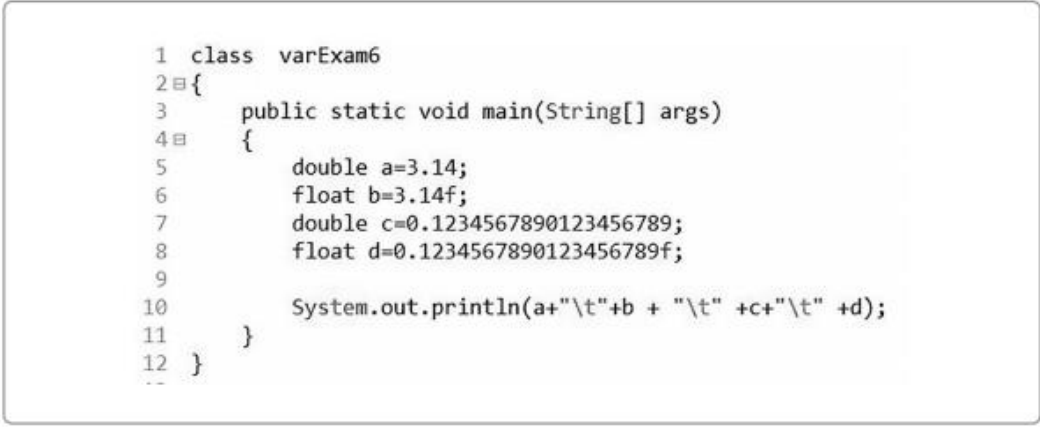 1 class  varExam6
2 {
3     public static void main(String[] args)
4     {
5         double a=3.14;
6         float b=3.14f;
7         double c=0.1234567890123456789;
8         float d=0.1234567890123456789f;
9
10         System.out.println(a+"\t"+b + "\t" +c+"\t" +d);
11     }
12 }